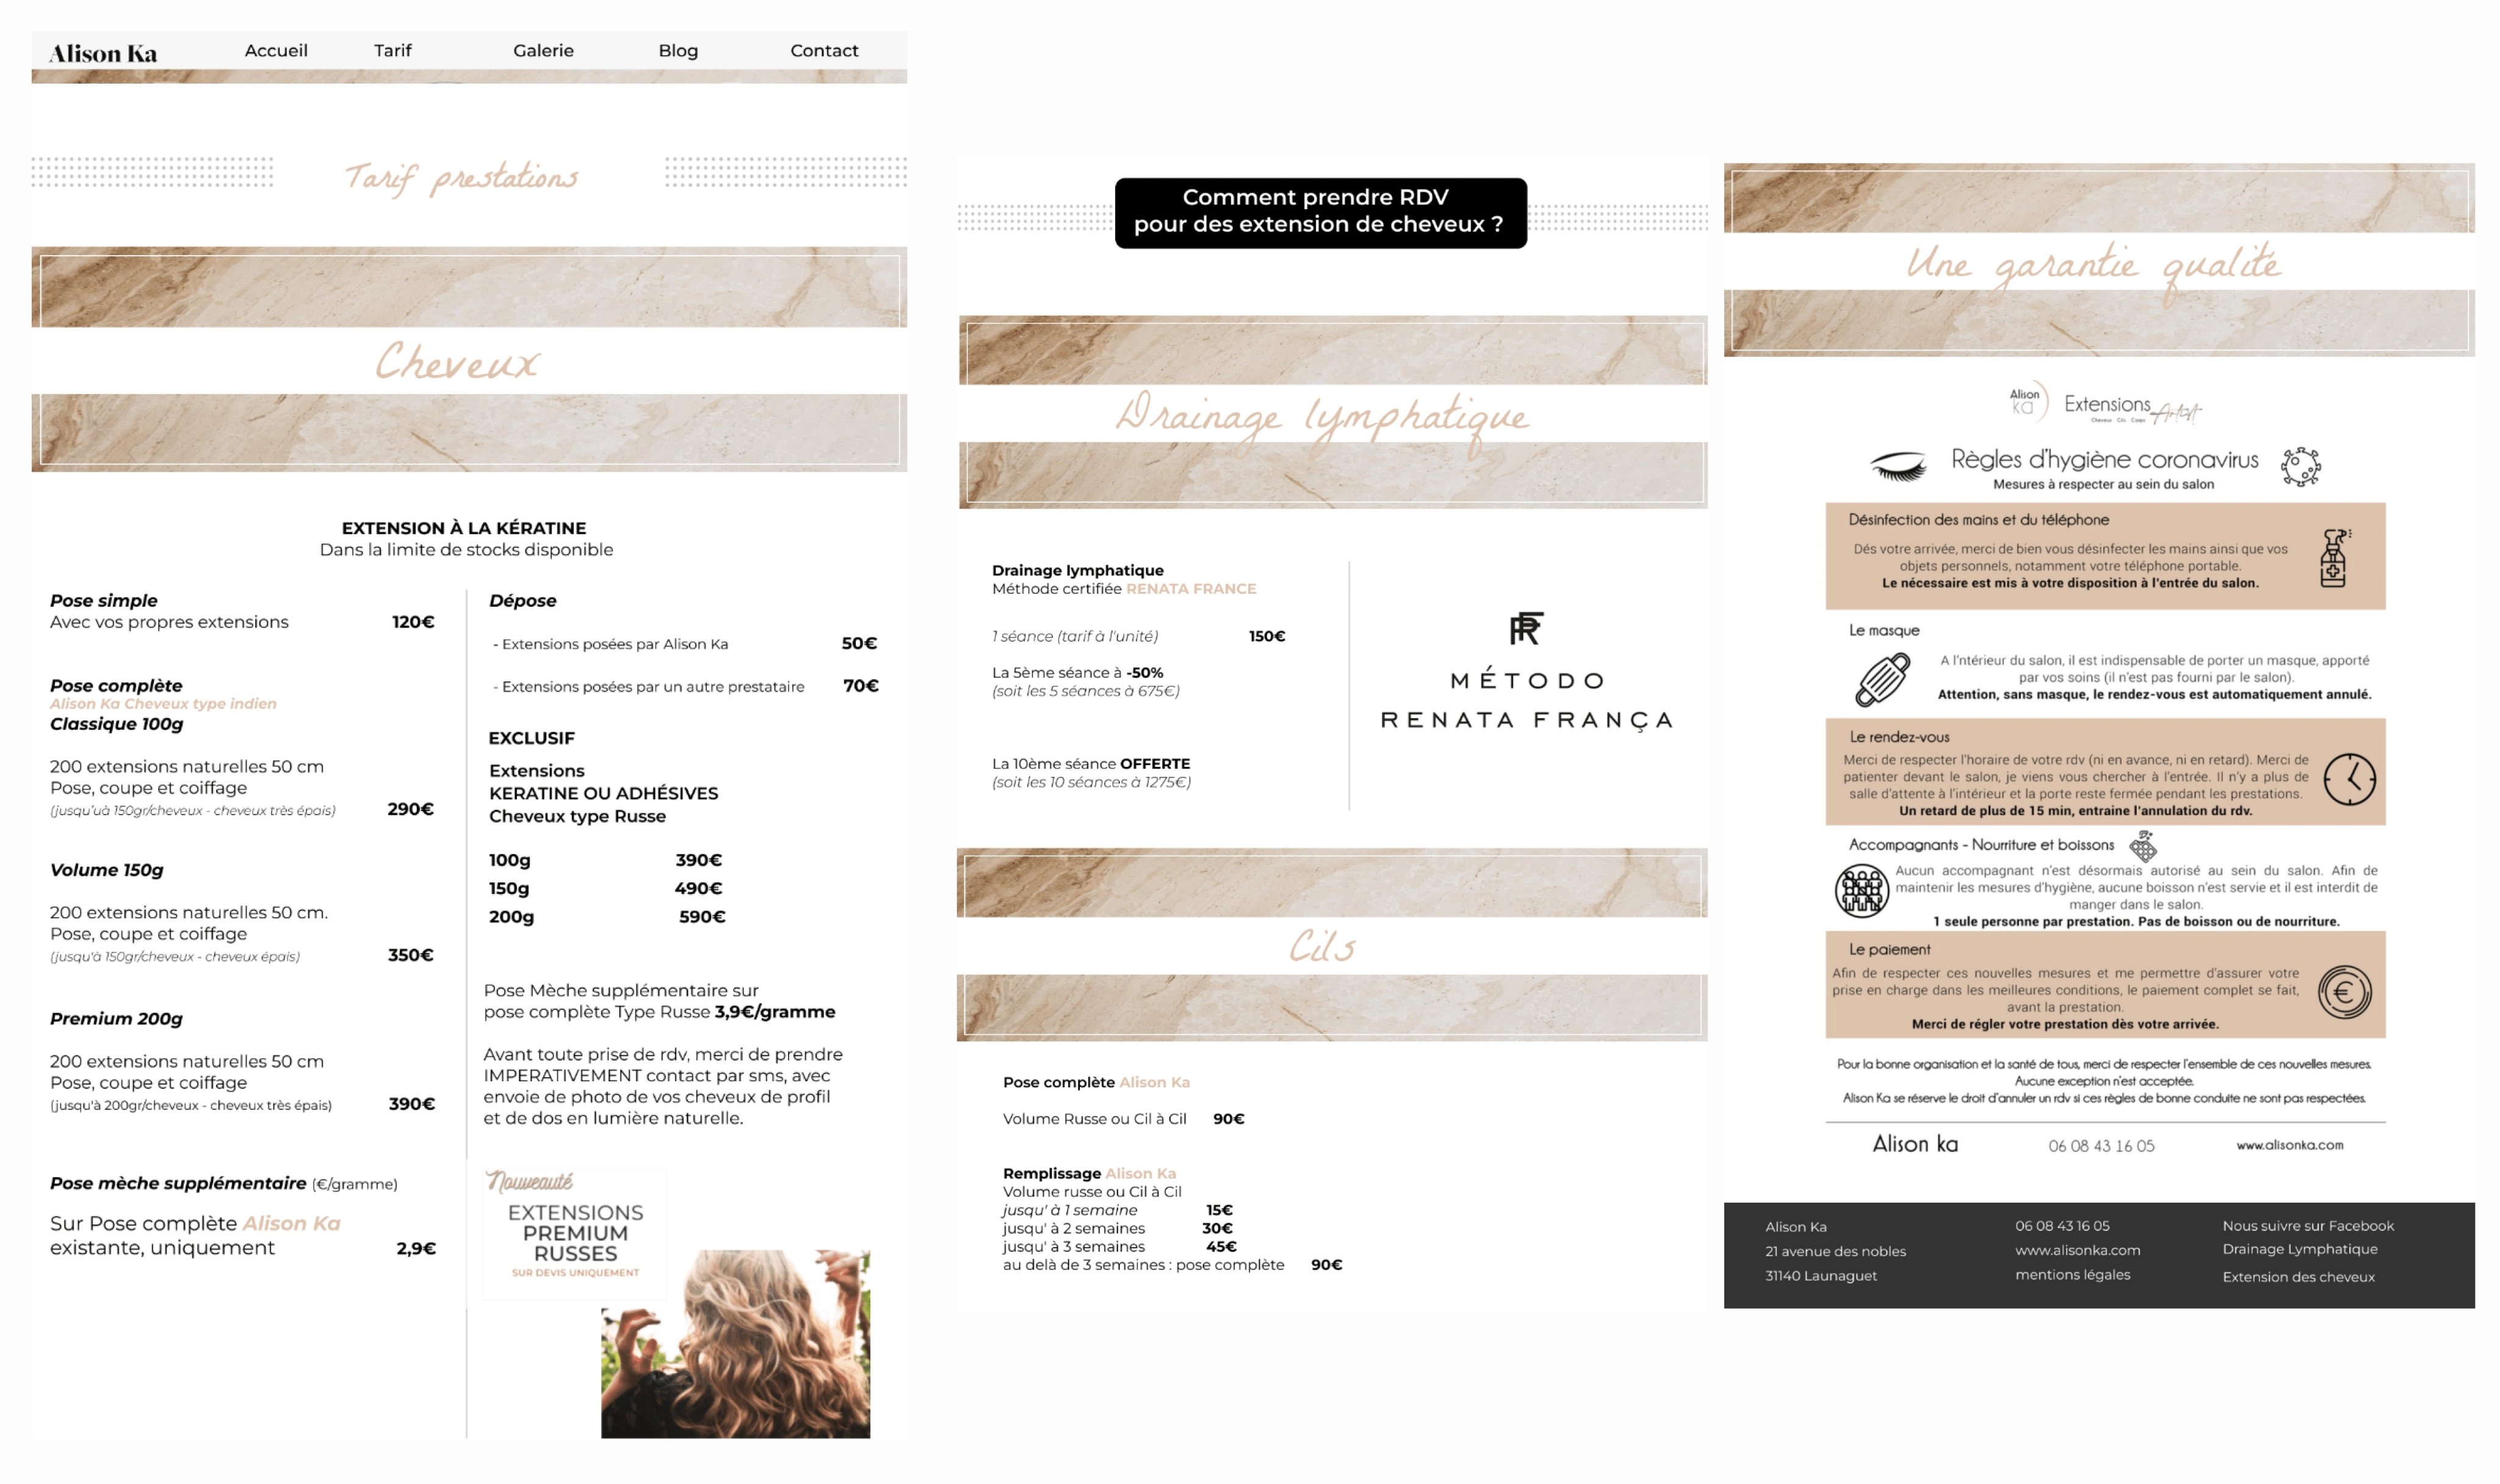 Alison Ka Accueil Tarif Galerie Blog Contact
Tarif prestations
Cheveux
EXTENSION À LA KÉRATINE
Dans la limite de stocks disponible
Pose simple
Avec vos propres extensions 120€
Pose complète
Alison Ka Cheveux type indien
Classique 100g
200 extensions naturelles 50 cm
Pose, coupe et coiffage
(jusqu'uà 150gr/cheveux - cheveux très épais) 290€
Volume 150g
200 extensions naturelles 50 cm.
Pose, coupe et coiffage
(jusqu'à 150gr/cheveux - cheveux épais) 350€
Premium 200g
200 extensions naturelles 50 cm
Pose, coupe et coiffage
(jusqu'à 200gr/cheveux - cheveux très épais) 390€
Pose mèche supplémentaire (€/gramme)
Sur Pose complète Alison Ka
existante, uniquement 2,9€
Dépose
- Extensions posées par Alison Ka 50€
- Extensions posées par un autre prestataire 70€
EXCLUSIF
Extensions
KERATINE OU ADHÉSIVES
Cheveux type Russe
100g 390€
150g 490€
200g 590€
Pose Mèche supplémentaire sur
pose complète Type Russe 3,9€/gramme
Avant toute prise de rdv, merci de prendre
IMPERATIVEMENT contact par sms, avec
envoie de photo de vos cheveux de profil
et de dos en lumière naturelle.
Nouveauté
EXTENSIONS
PREMIUM
RUSSES
SUR DEVIS UNIQUEMENT
Comment prendre RDV
pour des extension de cheveux ?
Drainage lymphatique
Drainage lymphatique
Méthode certifiée RENATA FRANCE
1 séance (tarif à l'unité) 150€
La 5ème séance à -50%
(soit les 5 séances à 675€)
La 10ème séance OFFERTE
(soit les 10 séances à 1275€)
RF
MÉTODO
RENATA FRANÇA
Cils
Pose complète Alison Ka
Volume Russe ou Cil à Cil 90€
Remplissage Alison Ka
Volume russe ou Cil à Cil
jusqu' à 1 semaine 15€
jusqu' à 2 semaines 30€
jusqu' à 3 semaines 45€
au delà de 3 semaines : pose complète 90€
Une garantie qualité
Alison
ka
Extensions Artist
Cheveux Cils Corps
Règles d'hygiène coronavirus
Mesures à respecter au sein du salon
Désinfection des mains et du téléphone
Dés votre arrivée, merci de bien vous désinfecter les mains ainsi que vos
objets personnels, notamment votre téléphone portable.
Le nécessaire est mis à votre disposition à l'entrée du salon.
Le masque
A l'ntérieur du salon, il est indispensable de porter un masque, apporté
par vos soins (il n'est pas fourni par le salon).
Attention, sans masque, le rendez-vous est automatiquement annulé.
Le rendez-vous
Merci de respecter l'horaire de votre rdv (ni en avance, ni en retard). Merci de
patienter devant le salon, je viens vous chercher à l'entrée. Il n'y a plus de
salle d'attente à l'intérieur et la porte reste fermée pendant les prestations.
Un retard de plus de 15 min, entraine l'annulation du rdv.
Accompagnants - Nourriture et boissons
Aucun accompagnant n'est désormais autorisé au sein du salon. Afin de
maintenir les mesures d'hygiène, aucune boisson n'est servie et il est interdit de
manger dans le salon.
1 seule personne par prestation. Pas de boisson ou de nourriture.
Le paiement
Afin de respecter ces nouvelles mesures et me permettre d'assurer votre
prise en charge dans les meilleures conditions, le paiement complet se fait,
avant la prestation.
Merci de régler votre prestation dès votre arrivée.
Pour la bonne organisation et la santé de tous, merci de respecter l'ensemble de ces nouvelles mesures.
Aucune exception n'est acceptée.
Alison Ka se réserve le droit d'annuler un rdv si ces règles de bonne conduite ne sont pas respectées.
Alison ka 06 08 43 16 05 www.alisonka.com
Alison Ka 06 08 43 16 05 Nous suivre sur Facebook
21 avenue des nobles www.alisonka.com Drainage Lymphatique
31140 Launaguet mentions légales Extension des cheveux